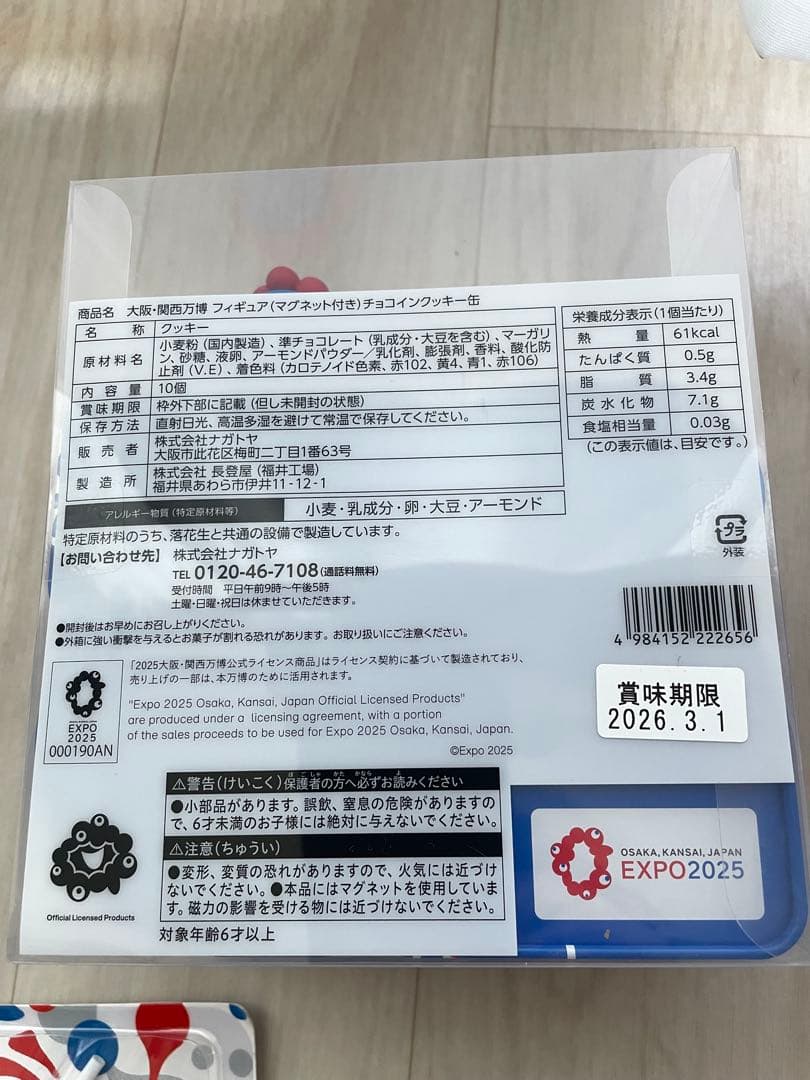 商品名 大阪・関西万博 フィギュア(マグネット付き)チョコインクッキー缶
名称 クッキー
原材料名 小麦粉(国内製造)、準チョコレート(乳成分・大豆を含む)、マーガリ
ン、砂糖、液卵、アーモンドパウダー/乳化剤、膨張剤、香料、酸化防
止剤(V.E)、着色料(カロテノイド色素、赤102、黄4、青1、赤106)
内容量 10個
賞味期限 枠外下部に記載(但し未開封の状態)
保存方法 直射日光、高温多湿を避けて常温で保存してください。
販売者 株式会社ナガトヤ
大阪市此花区梅町二丁目1番63号
製造所 株式会社 長登屋(福井工場)
福井県あわら市伊井11-12-1
栄養成分表示(1個当たり)
熱量 61kcal
たんぱく質 0.5g
脂質 3.4g
炭水化物 7.1g
食塩相当量 0.03g
(この表示値は、目安です。)
アレルギー物質(特定原材料等) 小麦・乳成分・卵・大豆・アーモンド
特定原材料のうち、落花生と共通の設備で製造しています。
【お問い合わせ先】 株式会社ナガトヤ
TEL 0120-46-7108(通話料無料)
受付時間 平日午前9時~午後5時
土曜・日曜・祝日は休ませていただきます。
プラ
外装
●開封後はお早めにお召し上がりください。
●外箱に強い衝撃を与えるとお菓子が割れる恐れがあります。お取り扱いにご注意ください。
4 984152 222656
「2025大阪・関西万博公式ライセンス商品」はライセンス契約に基づいて製造されており、
売り上げの一部は、本万博のために活用されます。
"Expo 2025 Osaka, Kansai, Japan Official Licensed Products"
are produced under a licensing agreement, with a portion
of the sales proceeds to be used for Expo 2025 Osaka, Kansai, Japan.
©Expo 2025
EXPO
2025
000190AN
賞味期限
2026.3.1
⚠警告(けいこく)保護者の方へ必ずお読みください
●小部品があります。誤飲、窒息の危険がありますの
で、6才未満のお子様には絶対に与えないでください。
⚠注意(ちゅうい)
●変形、変質の恐れがありますので、火気には近づけ
ないでください。●本品にはマグネットを使用していま
す。磁力の影響を受ける物には近づけないでください。
対象年齢6才以上
Official Licensed Products
OSAKA, KANSAI, JAPAN
EXPO2025